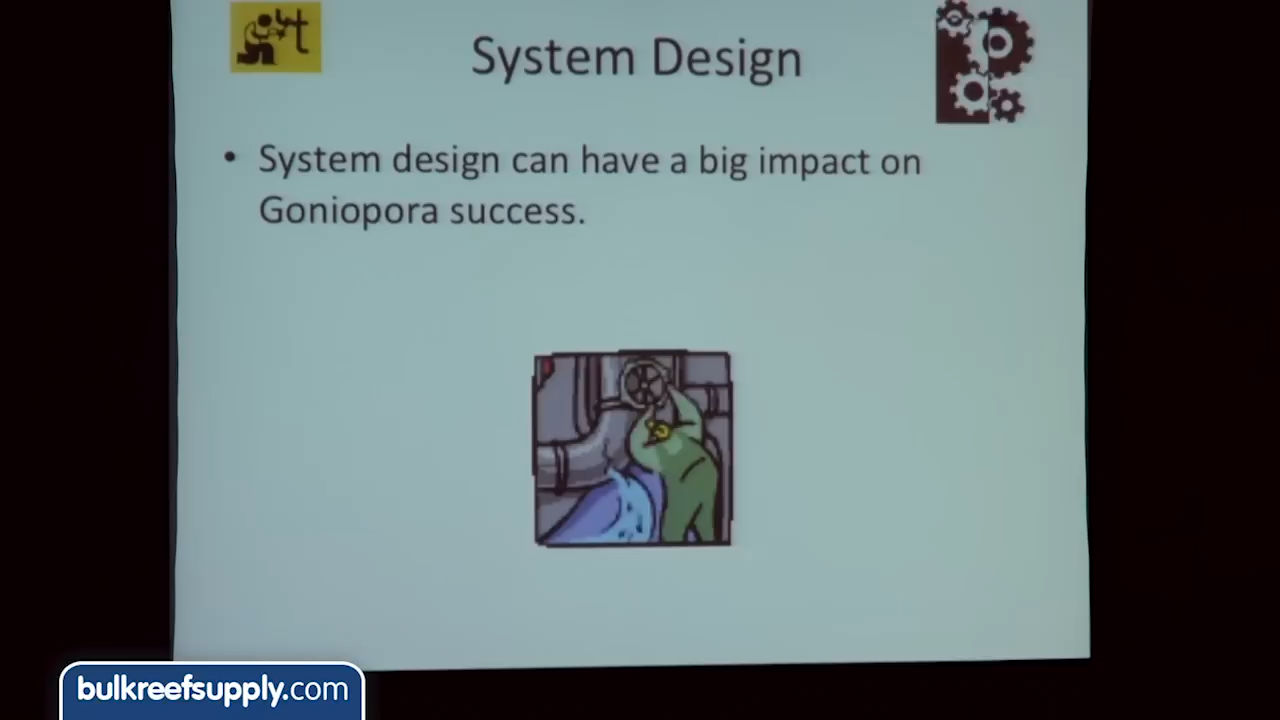 System Design
• System design can have a big impact on
Goniopora success.
bulkreefsupply.com